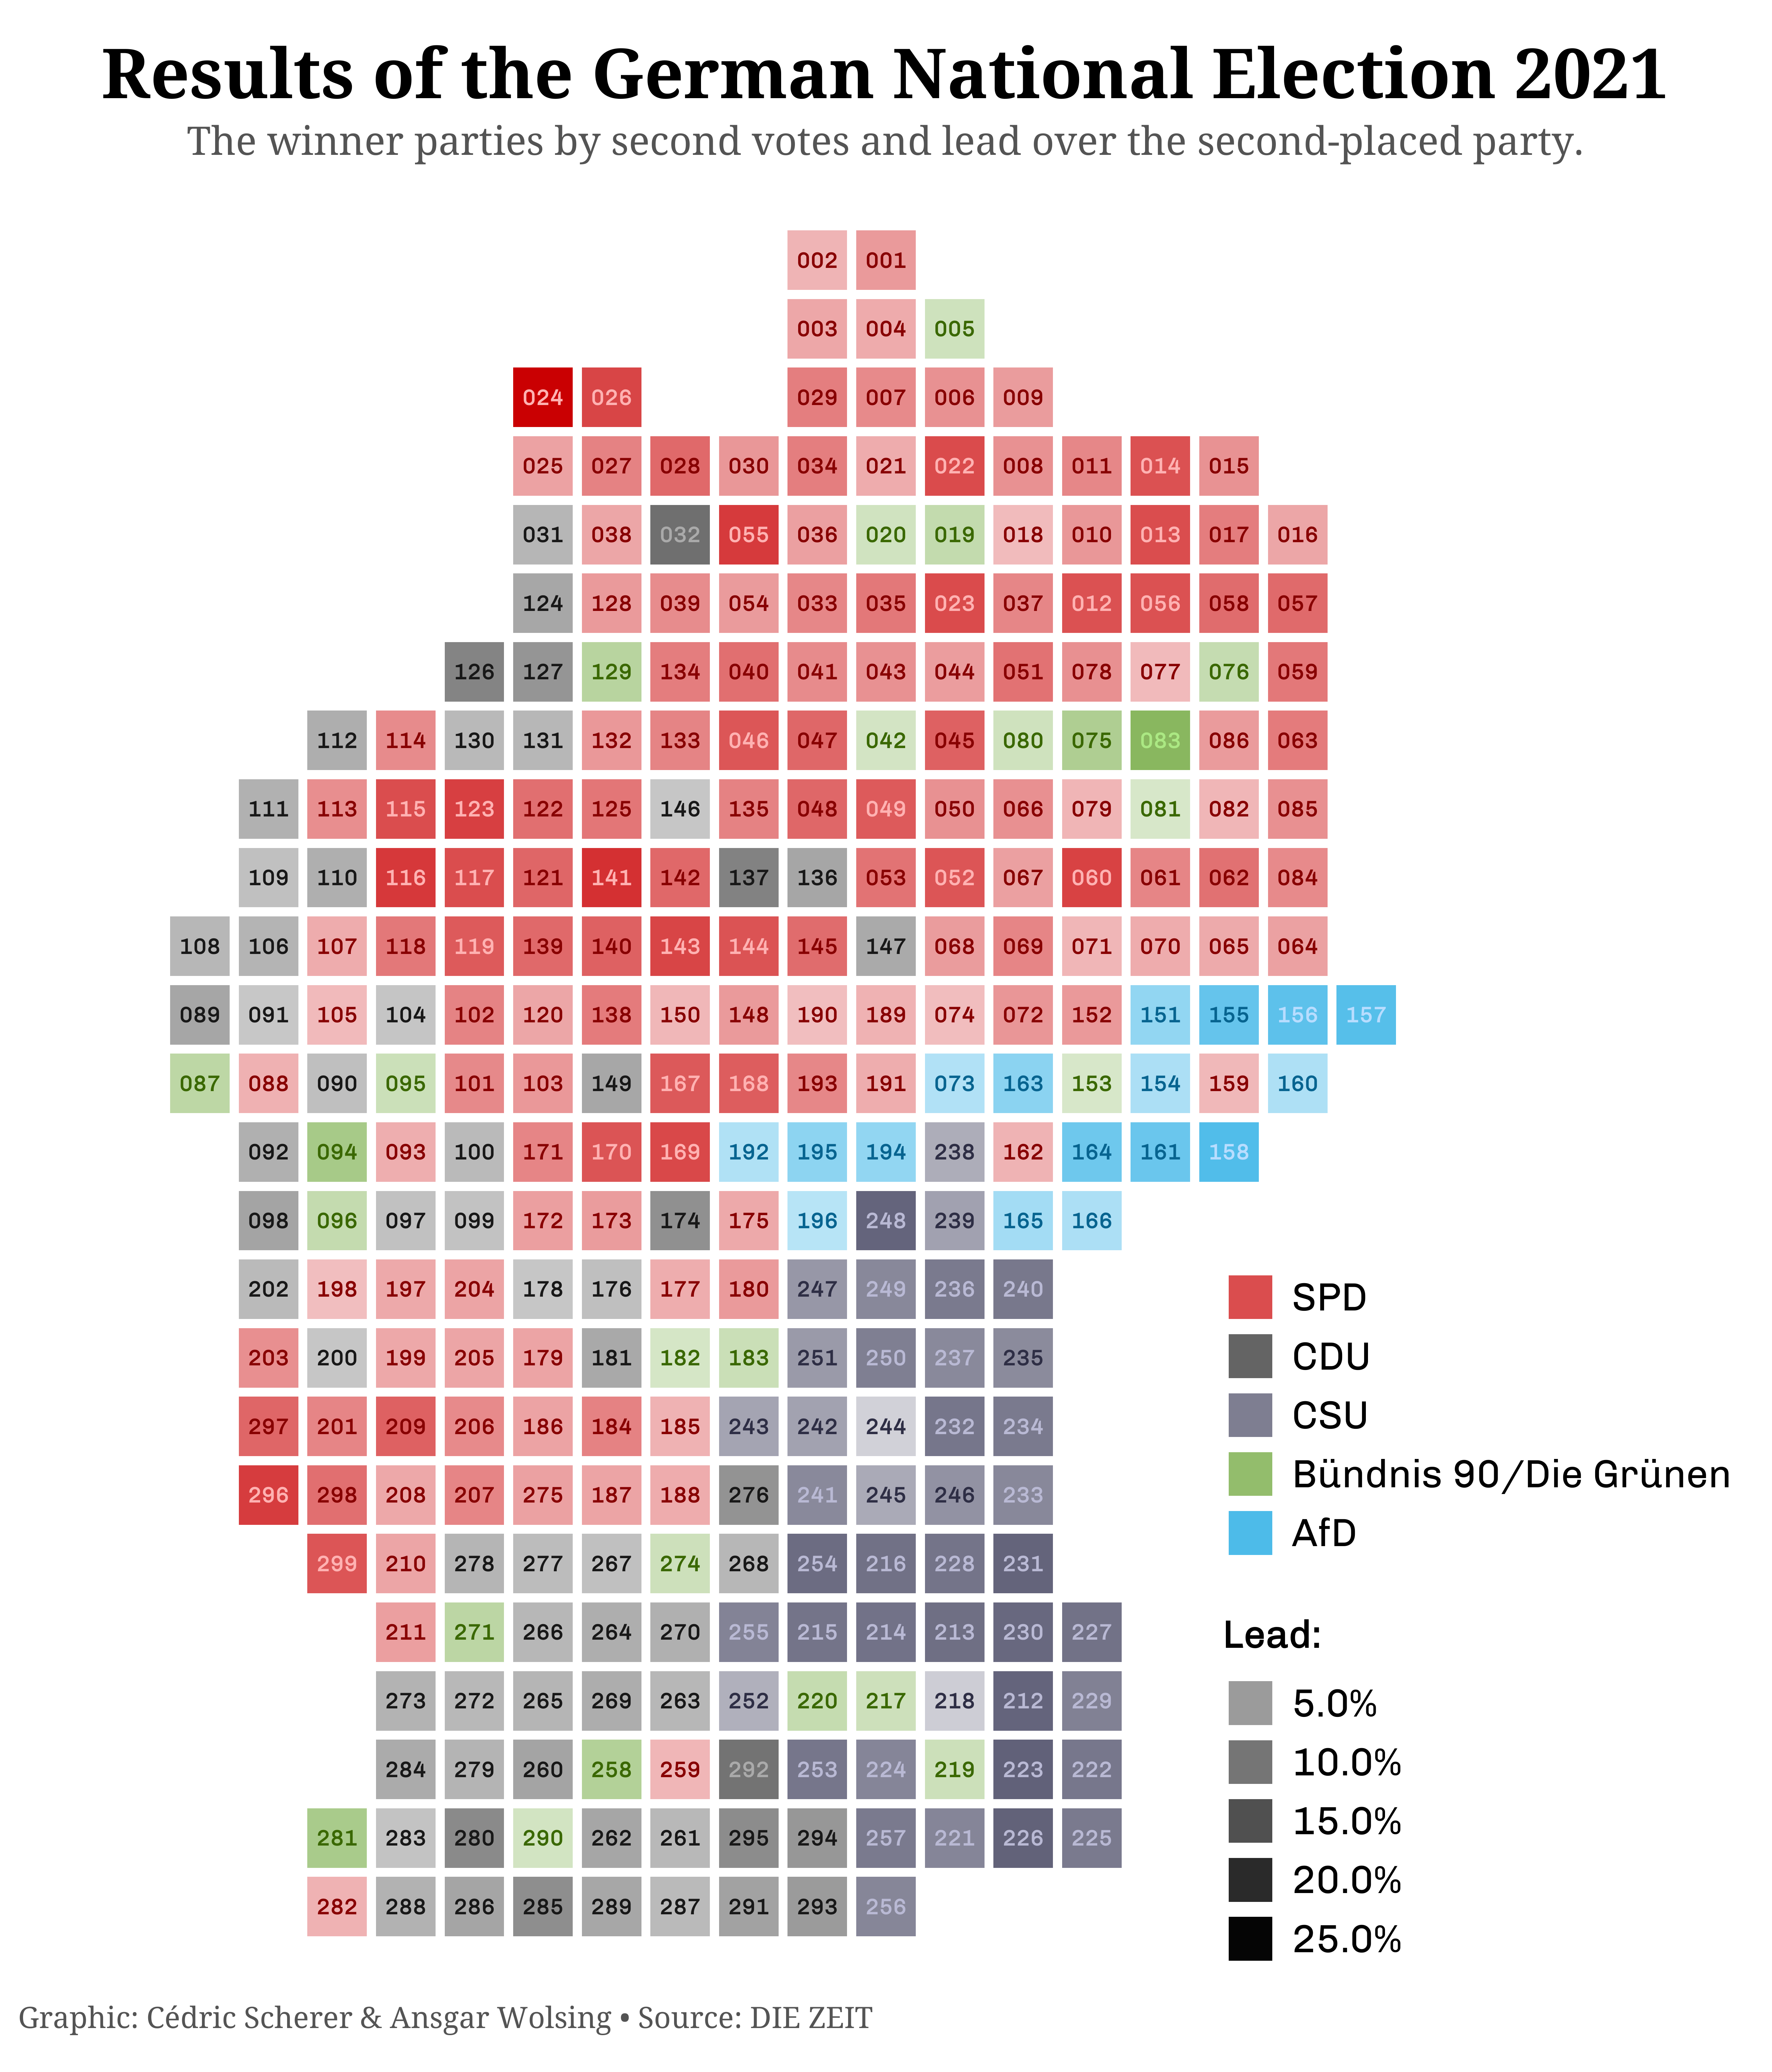 Results of the German National Election 2021
The winner parties by second votes and lead over the second-placed party.
002 001
003 004 005
024 026 029 007 006 009
025 027 028 030 034 021 022 008 011 014 015
031 038 032 055 036 020 019 018 010 013 017 016
124 128 039 054 033 035 023 037 012 056 058 057
126 127 129 134 040 041 043 044 051 078 077 076 059
112 114 130 131 132 133 046 047 042 045 080 075 083 086 063
111 113 115 123 122 125 146 135 048 049 050 066 079 081 082 085
109 110 116 117 121 141 142 137 136 053 052 067 060 061 062 084
108 106 107 118 119 139 140 143 144 145 147 068 069 071 070 065 064
089 091 105 104 102 120 138 150 148 190 189 074 072 152 151 155 156 157
087 088 090 095 101 103 149 167 168 193 191 073 163 153 154 159 160
092 094 093 100 171 170 169 192 195 194 238 162 164 161 158
098 096 097 099 172 173 174 175 196 248 239 165 166
202 198 197 204 178 176 177 180 247 249 236 240
203 200 199 205 179 181 182 183 251 250 237 235
297 201 209 206 186 184 185 243 242 244 232 234
296 298 208 207 275 187 188 276 241 245 246 233
299 210 278 277 267 274 268 254 216 228 231
211 271 266 264 270 255 215 214 213 230 227
273 272 265 269 263 252 220 217 218 212 229
284 279 260 258 259 292 253 224 219 223 222
281 283 280 290 262 261 295 294 257 221 226 225
282 288 286 285 289 287 291 293 256
SPD
CDU
CSU
Bündnis 90/Die Grünen
AfD
Lead:
5.0%
10.0%
15.0%
20.0%
25.0%
Graphic: Cédric Scherer & Ansgar Wolsing • Source: DIE ZEIT